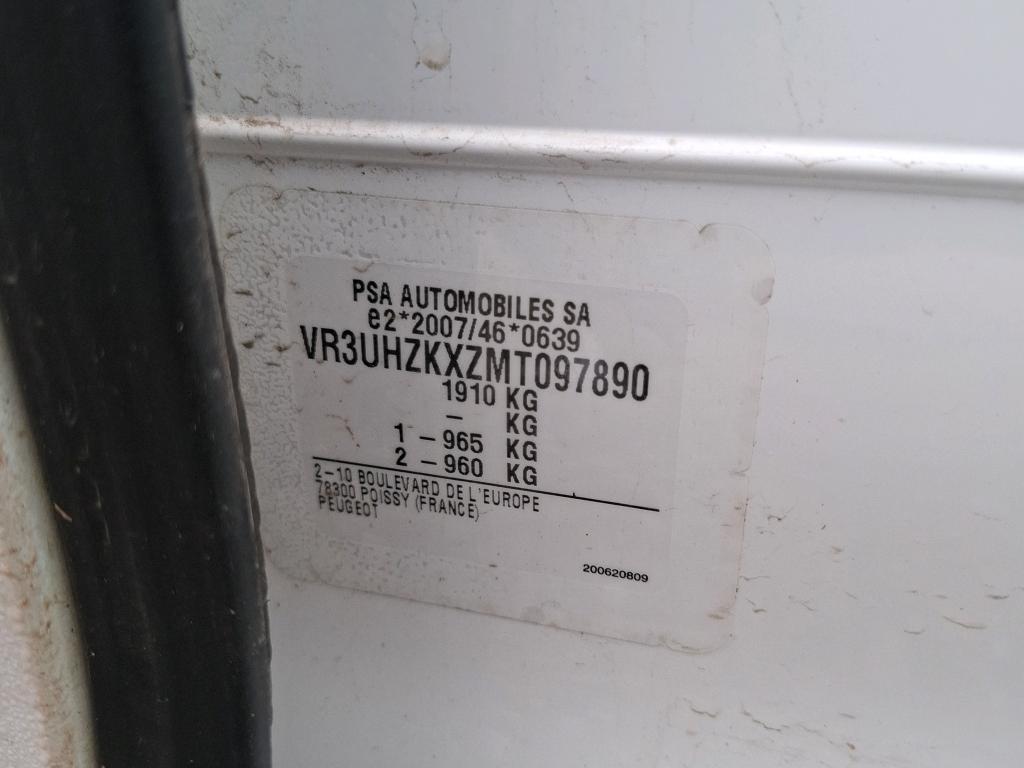 PSA AUTOMOBILES SA
e2*2007/46*0639
VR3UHZKXZMT097890
1910 KG
– KG
1 – 965 KG
2 – 960 KG
2–10 BOULEVARD DE L'EUROPE
78300 POISSY (FRANCE)
PEUGEOT
200620809